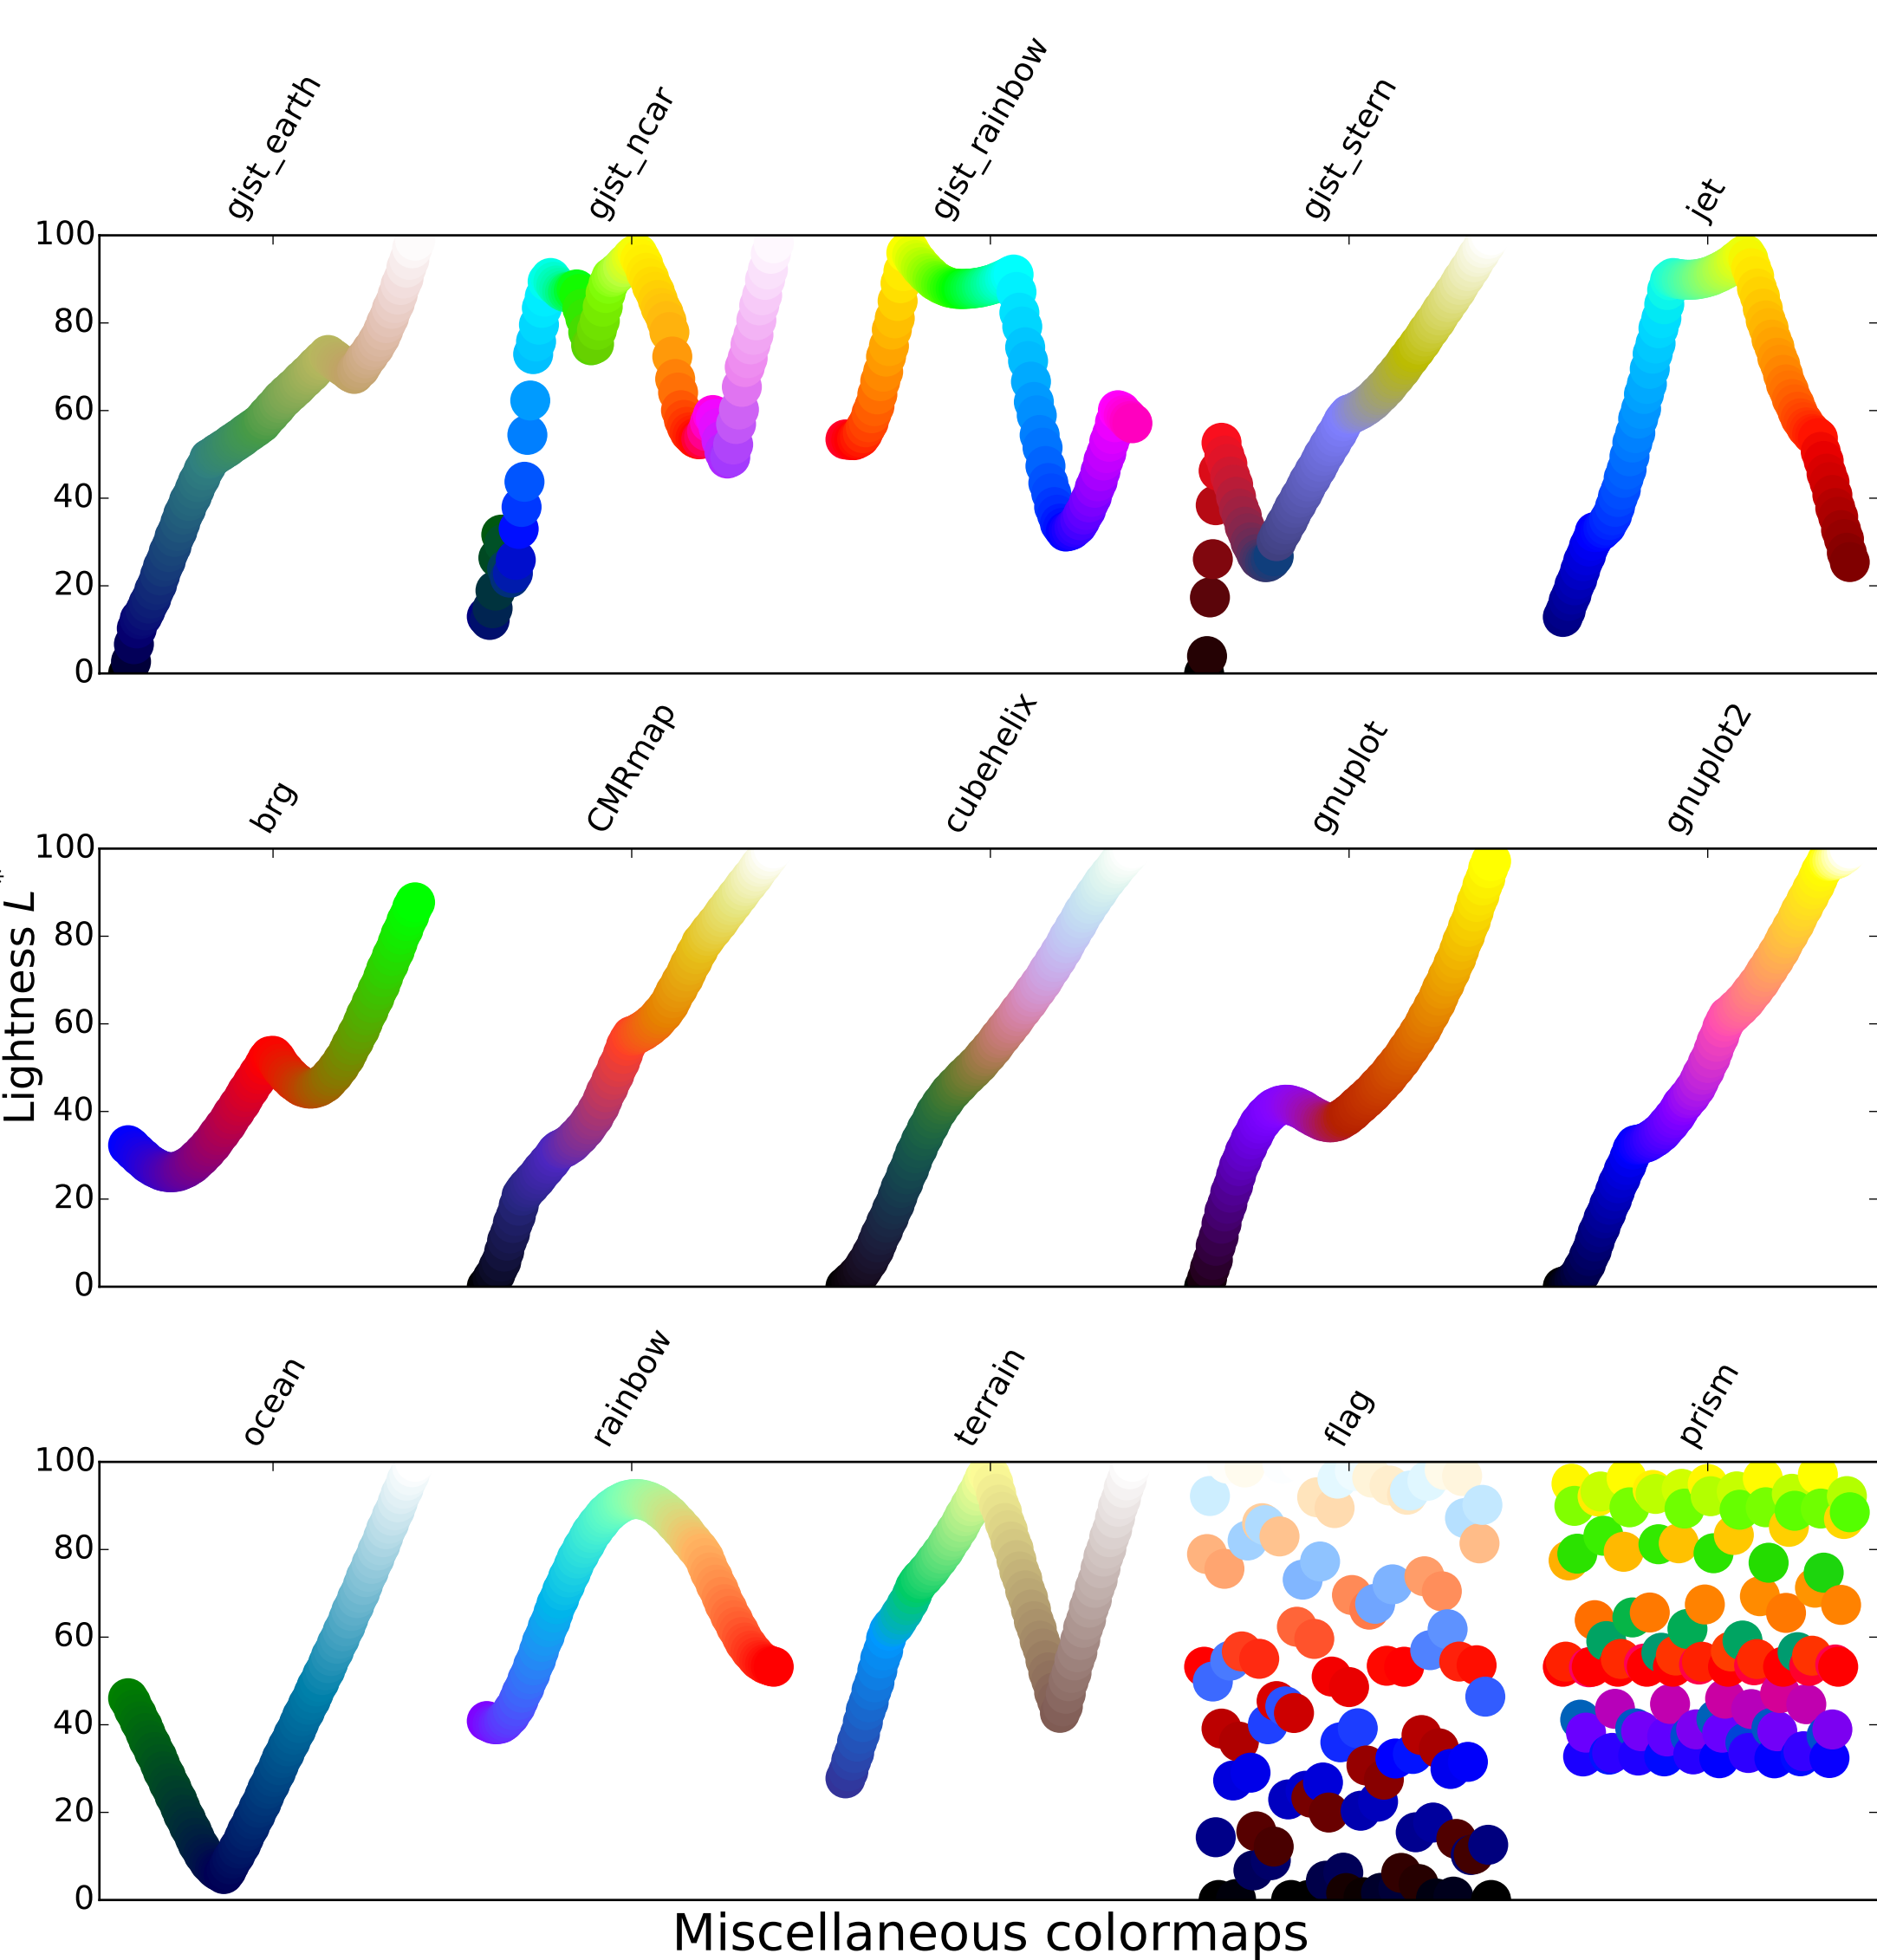 gist_earth
gist_ncar
gist_rainbow
gist_stern
jet
100
80
60
40
20
0
brg
CMRmap
cubehelix
gnuplot
gnuplot2
Lightness L*
100
80
60
40
20
0
ocean
rainbow
terrain
flag
prism
100
80
60
40
20
0
Miscellaneous colormaps